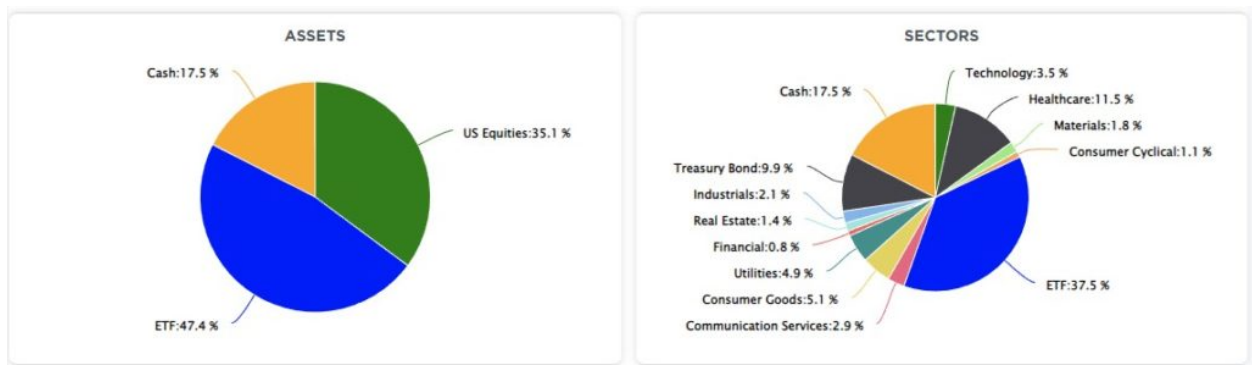 ASSETS
Cash:17.5 %
US Equities:35.1 %
ETF:47.4 %
SECTORS
Technology:3.5 %
Cash:17.5 %
Healthcare:11.5 %
Materials:1.8 %
Consumer Cyclical:1.1 %
Treasury Bond:9.9 %
Industrials:2.1 %
Real Estate:1.4 %
Financial:0.8 %
Utilities:4.9 %
ETF:37.5 %
Consumer Goods:5.1 %
Communication Services:2.9 %